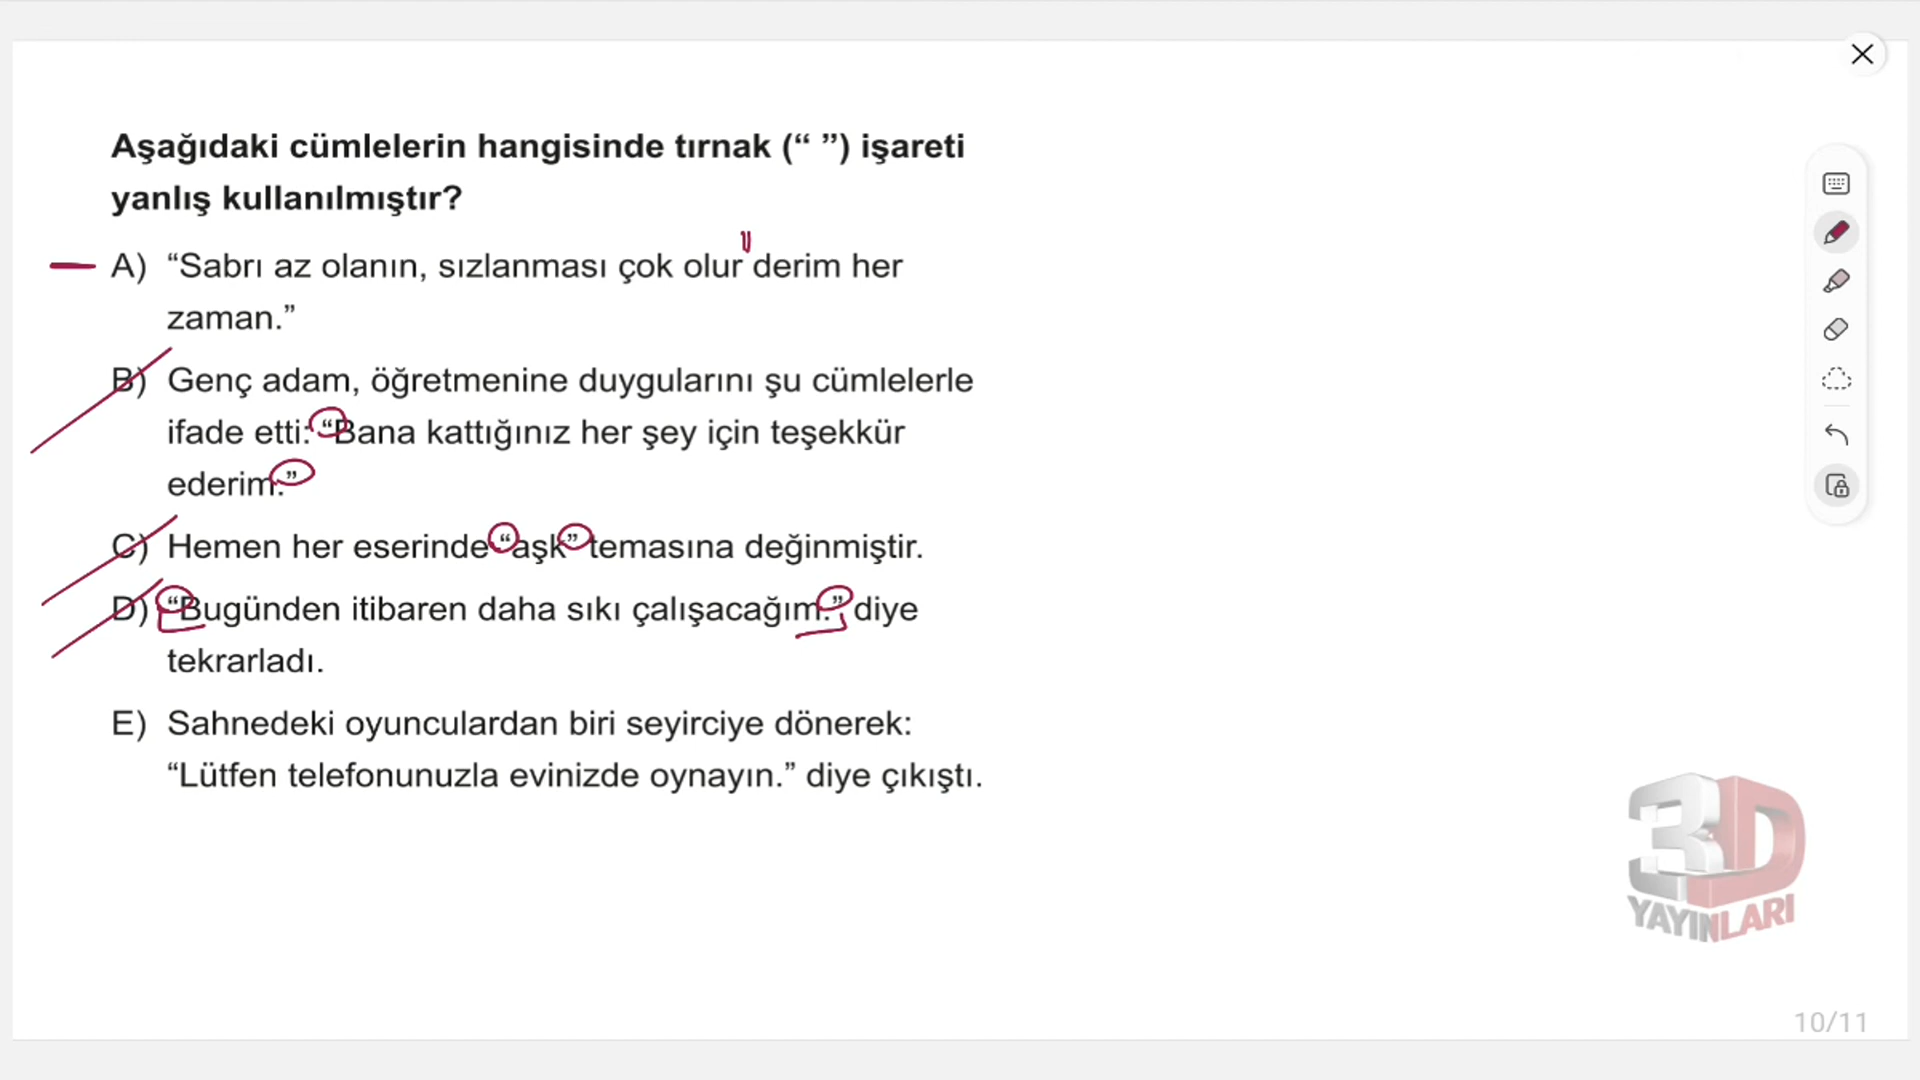 Aşağıdaki cümlelerin hangisinde tırnak (“ ”) işareti
yanlış kullanılmıştır?
A) “Sabrı az olanın, sızlanması çok olur derim her
zaman.”
B) Genç adam, öğretmenine duygularını şu cümlelerle
ifade etti: “Bana kattığınız her şey için teşekkür
ederim.”
C) Hemen her eserinde “aşk” temasına değinmiştir.
D) “Bugünden itibaren daha sıkı çalışacağım.” diye
tekrarladı.
E) Sahnedeki oyunculardan biri seyirciye dönerek:
“Lütfen telefonunuzla evinizde oynayın.” diye çıkıştı.
3D
YAYINLARI
10/11